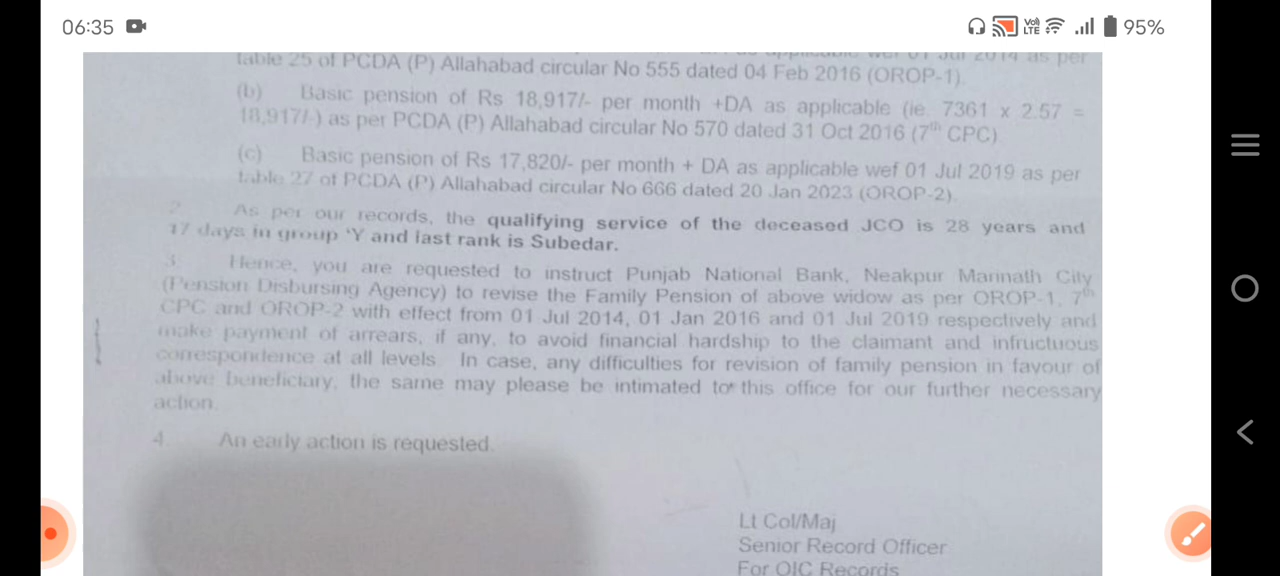 06:35
Vo)) LTE 95%
table 25 of PCDA (P) Allahabad circular No 555 dated 04 Feb 2016 (OROP-1).
(b) Basic pension of Rs 18,917/- per month +DA as applicable (ie. 7361 x 2.57 =
18,917/-) as per PCDA (P) Allahabad circular No 570 dated 31 Oct 2016 (7th CPC)
(c) Basic pension of Rs 17,820/- per month + DA as applicable wef 01 Jul 2019 as per
table 27 of PCDA (P) Allahabad circular No 666 dated 20 Jan 2023 (OROP-2).
2. As per our records, the qualifying service of the deceased JCO is 28 years and
17 days in group 'Y and last rank is Subedar.
3. Hence, you are requested to instruct Punjab National Bank, Neakpur Marinath City
(Pension Disbursing Agency) to revise the Family Pension of above widow as per OROP-1, 7th
CPC and OROP-2 with effect from 01 Jul 2014, 01 Jan 2016 and 01 Jul 2019 respectively and
make payment of arrears, if any, to avoid financial hardship to the claimant and infructuous
correspondence at all levels. In case, any difficulties for revision of family pension in favour of
above beneficiary, the same may please be intimated to this office for our further necessary
action.
4. An early action is requested.
Lt Col/Maj
Senior Record Officer
For OIC Records